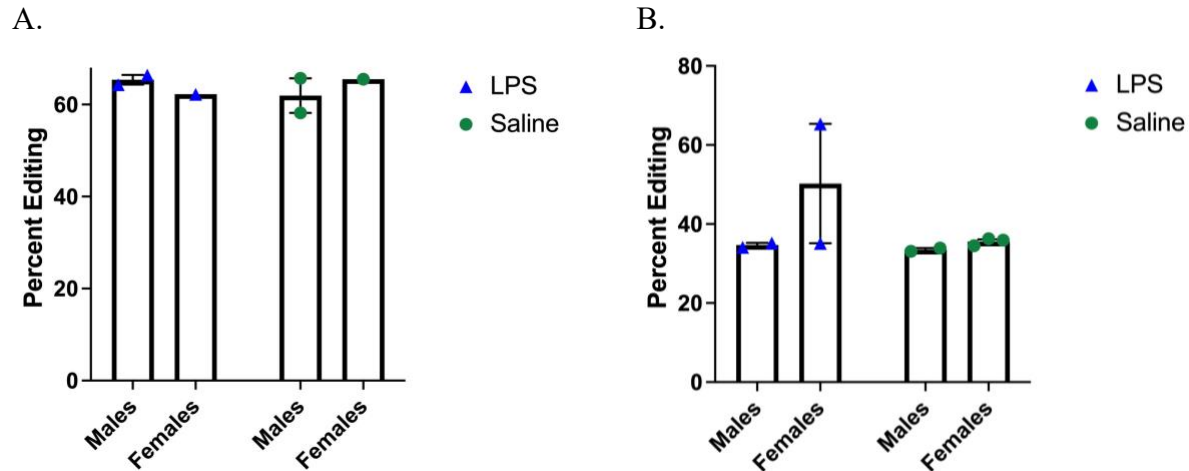 A.
Percent Editing
60
40
20
0
Males
Females
Males
Females
LPS
Saline
B.
Percent Editing
80
60
40
20
0
Males
Females
Males
Females
LPS
Saline